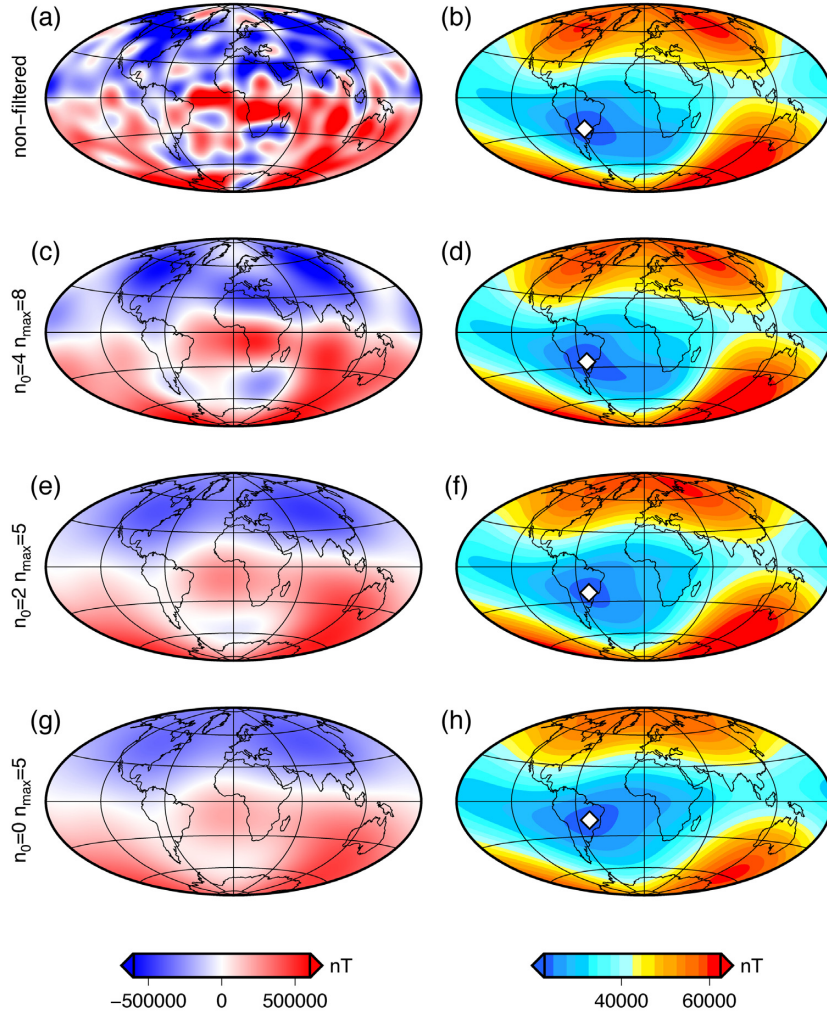 (a)
(b)
non−filtered
(c)
(d)
n0=4 nmax=8
(e)
(f)
n0=2 nmax=5
(g)
(h)
n0=0 nmax=5
nT
−500000 0 500000
nT
40000 60000